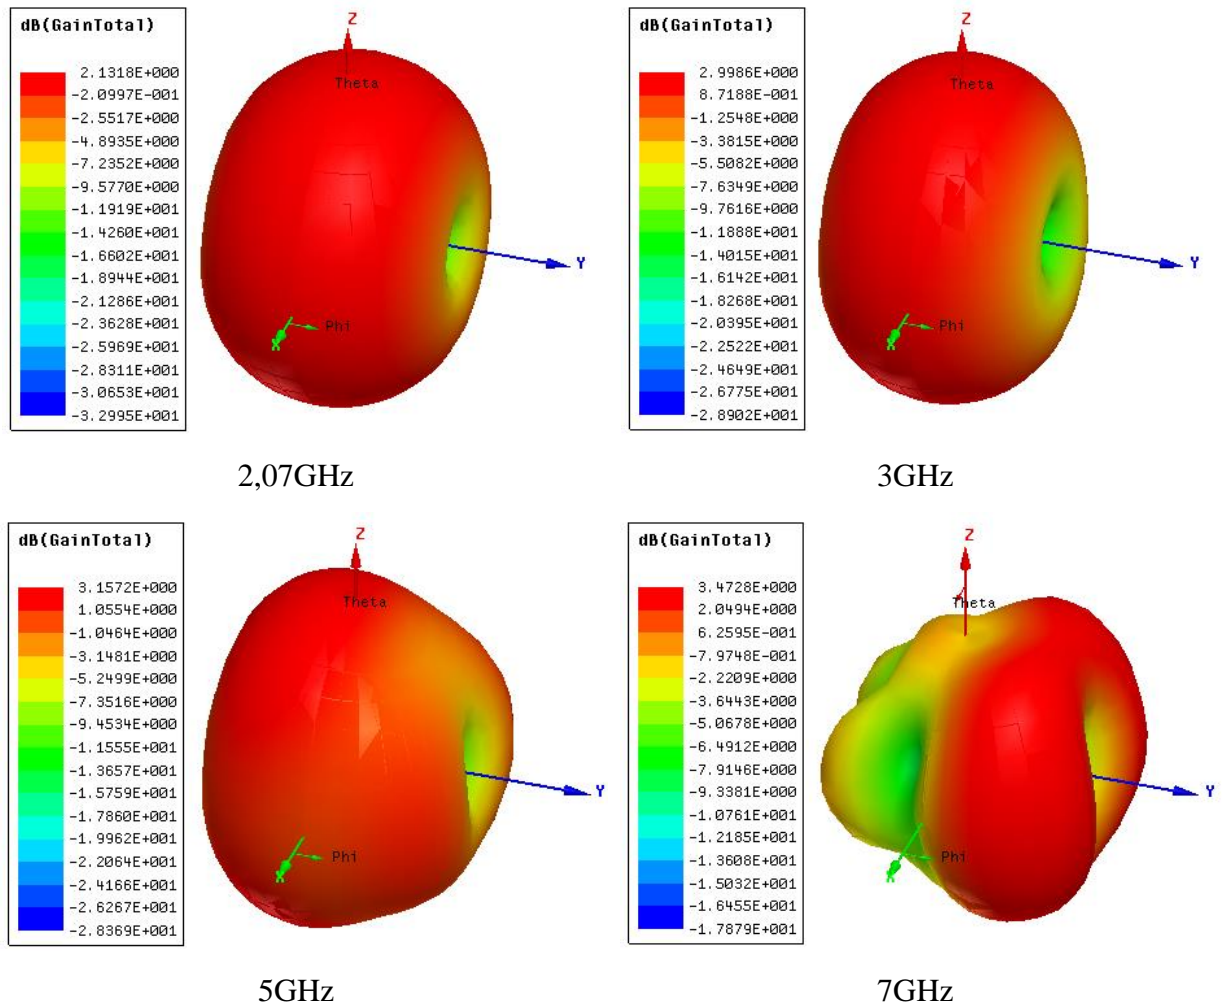 dB(GainTotal)
2.1318E+000
-2.0997E-001
-2.5517E+000
-4.8935E+000
-7.2352E+000
-9.5770E+000
-1.1919E+001
-1.4260E+001
-1.6602E+001
-1.8944E+001
-2.1286E+001
-2.3628E+001
-2.5969E+001
-2.8311E+001
-3.0653E+001
-3.2995E+001
Z
Theta
Y
Phi
X
2,07GHz
dB(GainTotal)
2.9986E+000
8.7188E-001
-1.2548E+000
-3.3815E+000
-5.5082E+000
-7.6349E+000
-9.7616E+000
-1.1888E+001
-1.4015E+001
-1.6142E+001
-1.8268E+001
-2.0395E+001
-2.2522E+001
-2.4649E+001
-2.6775E+001
-2.8902E+001
Z
Theta
Y
Phi
X
3GHz
dB(GainTotal)
3.1572E+000
1.0554E+000
-1.0464E+000
-3.1481E+000
-5.2499E+000
-7.3516E+000
-9.4534E+000
-1.1555E+001
-1.3657E+001
-1.5759E+001
-1.7860E+001
-1.9962E+001
-2.2064E+001
-2.4166E+001
-2.6267E+001
-2.8369E+001
Z
Theta
Y
Phi
X
5GHz
dB(GainTotal)
3.4728E+000
2.0494E+000
6.2595E-001
-7.9748E-001
-2.2209E+000
-3.6443E+000
-5.0678E+000
-6.4912E+000
-7.9146E+000
-9.3381E+000
-1.0761E+001
-1.2185E+001
-1.3608E+001
-1.5032E+001
-1.6455E+001
-1.7879E+001
Z
Theta
Y
Phi
X
7GHz